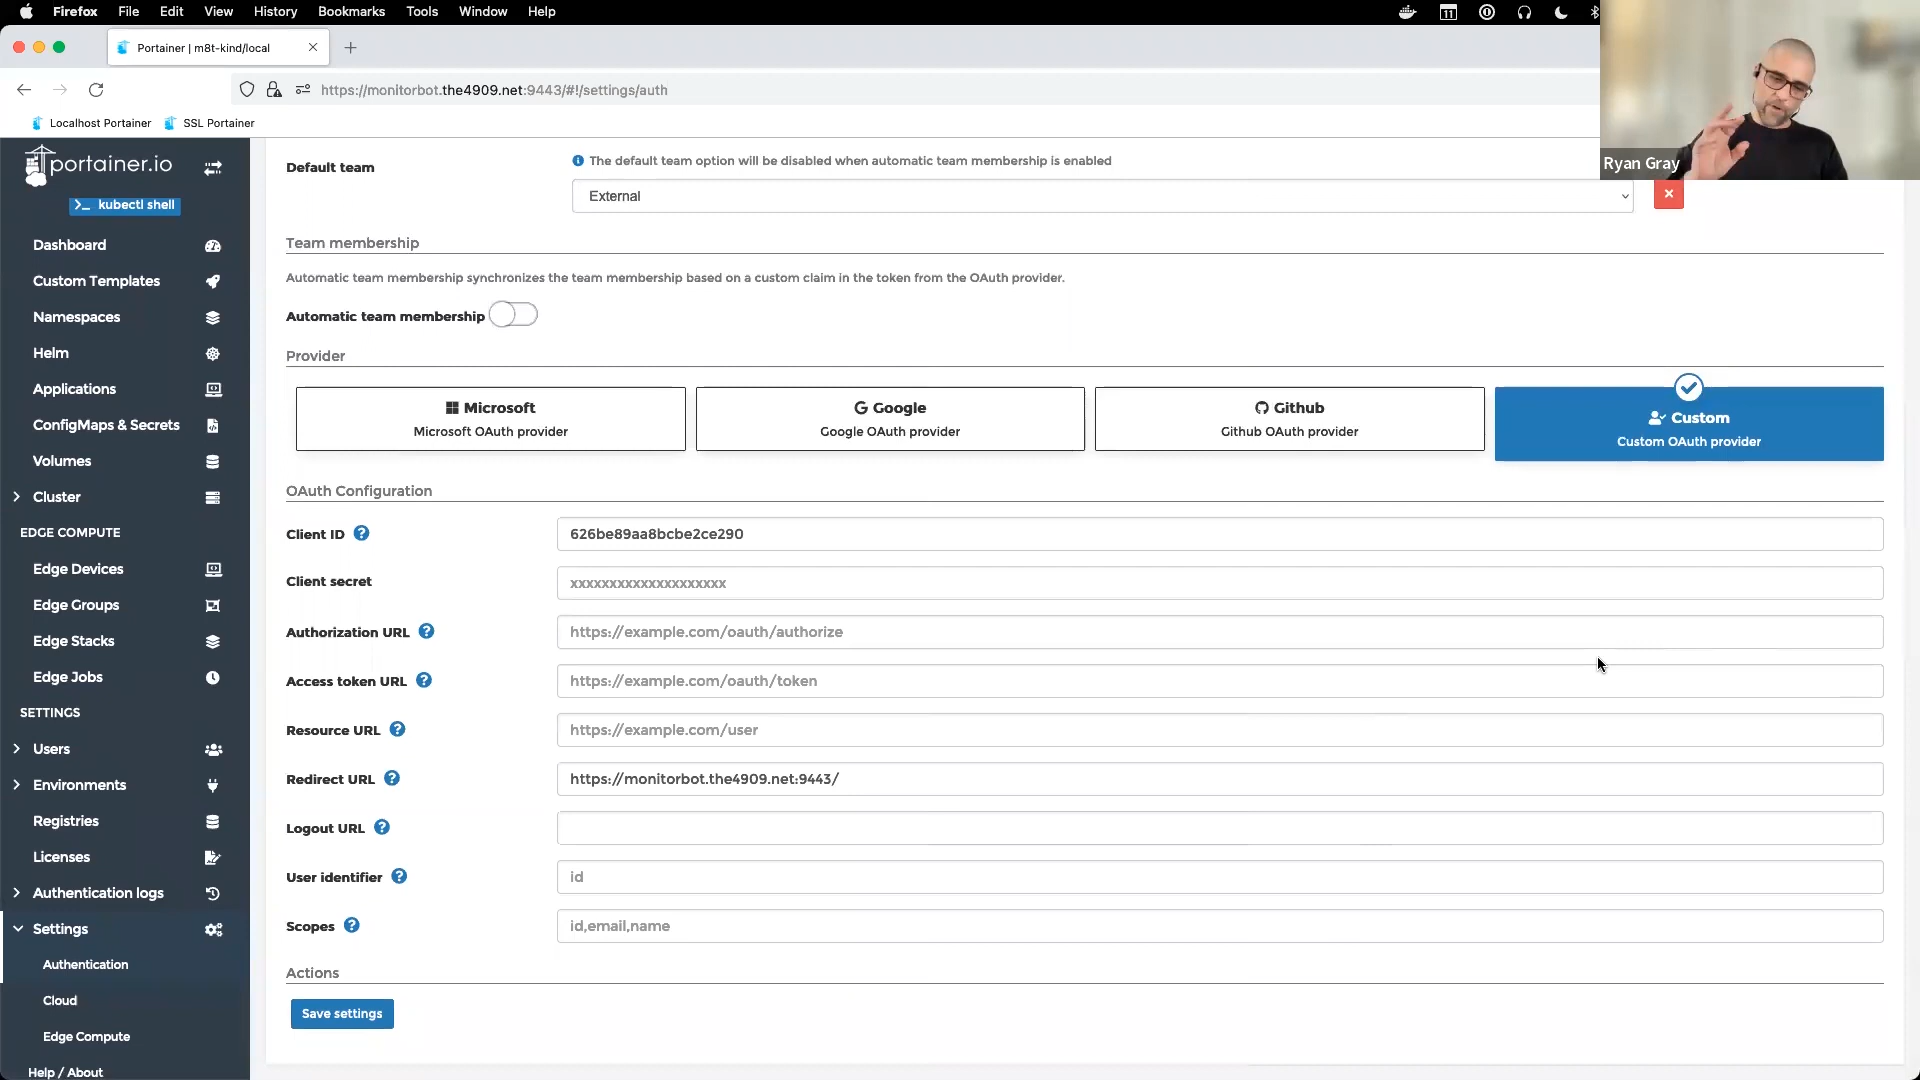 Firefox File Edit View History Bookmarks Tools Window Help
11
Portainer | m8t-kind/local
https://monitorbot.the4909.net:9443/#!/settings/auth
Localhost Portainer SSL Portainer
Ryan Gray
portainer.io
>_ kubectl shell
Dashboard
Custom Templates
Namespaces
Helm
Applications
ConfigMaps & Secrets
Volumes
Cluster
EDGE COMPUTE
Edge Devices
Edge Groups
Edge Stacks
Edge Jobs
SETTINGS
Users
Environments
Registries
Licenses
Authentication logs
Settings
Authentication
Cloud
Edge Compute
Help / About
Default team
The default team option will be disabled when automatic team membership is enabled
External
Team membership
Automatic team membership synchronizes the team membership based on a custom claim in the token from the OAuth provider.
Automatic team membership
Provider
Microsoft
Microsoft OAuth provider
Google
Google OAuth provider
Github
Github OAuth provider
Custom
Custom OAuth provider
OAuth Configuration
Client ID 626be89aa8bcbe2ce290
Client secret xxxxxxxxxxxxxxxxxxxx
Authorization URL https://example.com/oauth/authorize
Access token URL https://example.com/oauth/token
Resource URL https://example.com/user
Redirect URL https://monitorbot.the4909.net:9443/
Logout URL
User identifier id
Scopes id,email,name
Actions
Save settings